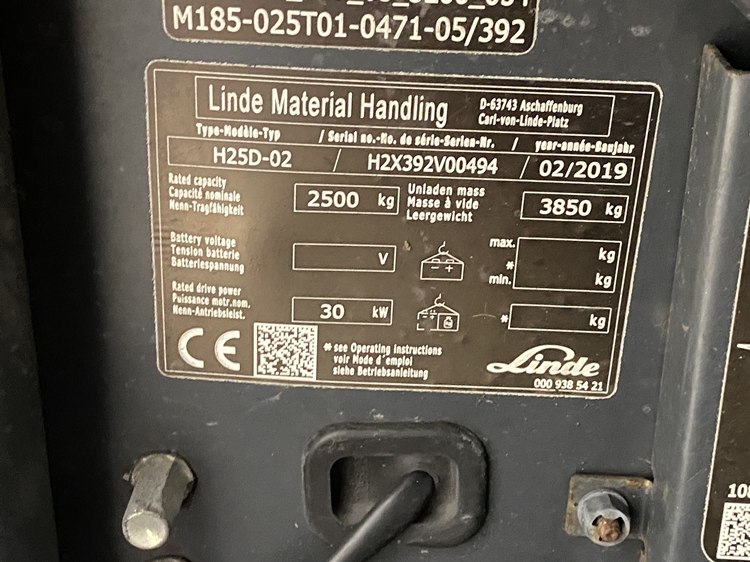 M185-025T01-0471-05/392
Linde Material Handling
D-63743 Aschaffenburg
Carl-von-Linde-Platz
Type-Modèle-Typ / Serial no.-No. de série-Serien-Nr. / year-année-Baujahr
H25D-02 / H2X392V00494 / 02/2019
Rated capacity
Capacité nominale
Nenn-Tragfähigkeit
2500 kg
Unladen mass
Masse à vide
Leergewicht
3850 kg
Battery voltage
Tension batterie
Batteriespannung
V
max. kg
*
min. kg
Rated drive power
Puissance motr.nom.
Nenn-Antriebsleist.
30 kW
* kg
CE
* see Operating instructions
voir Mode d'emploi
siehe Betriebsanleitung
Linde
000 938 54 21